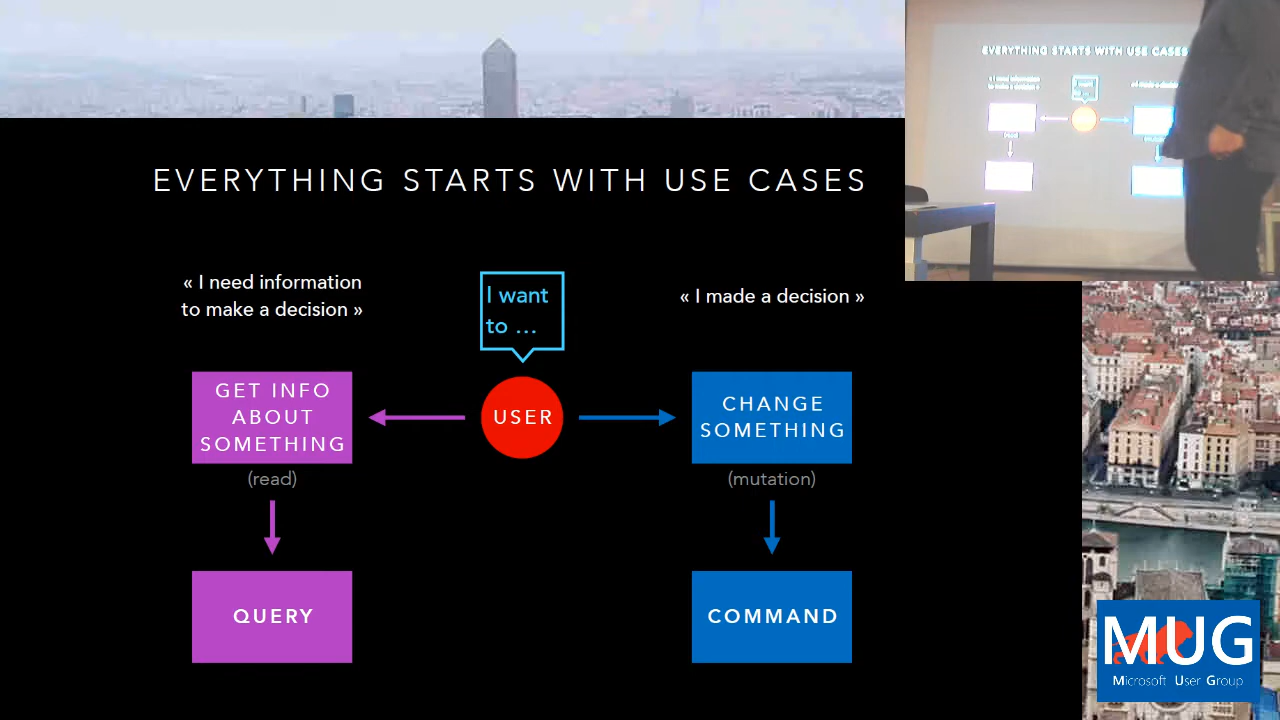 EVERYTHING STARTS WITH USE CASES
« I need information
to make a decision »
I want
to ...
« I made a decision »
GET INFO
ABOUT
SOMETHING
USER
CHANGE
SOMETHING
(read)
(mutation)
QUERY
COMMAND
EVERYTHING STARTS WITH USE CASES
MUG
Microsoft User Group